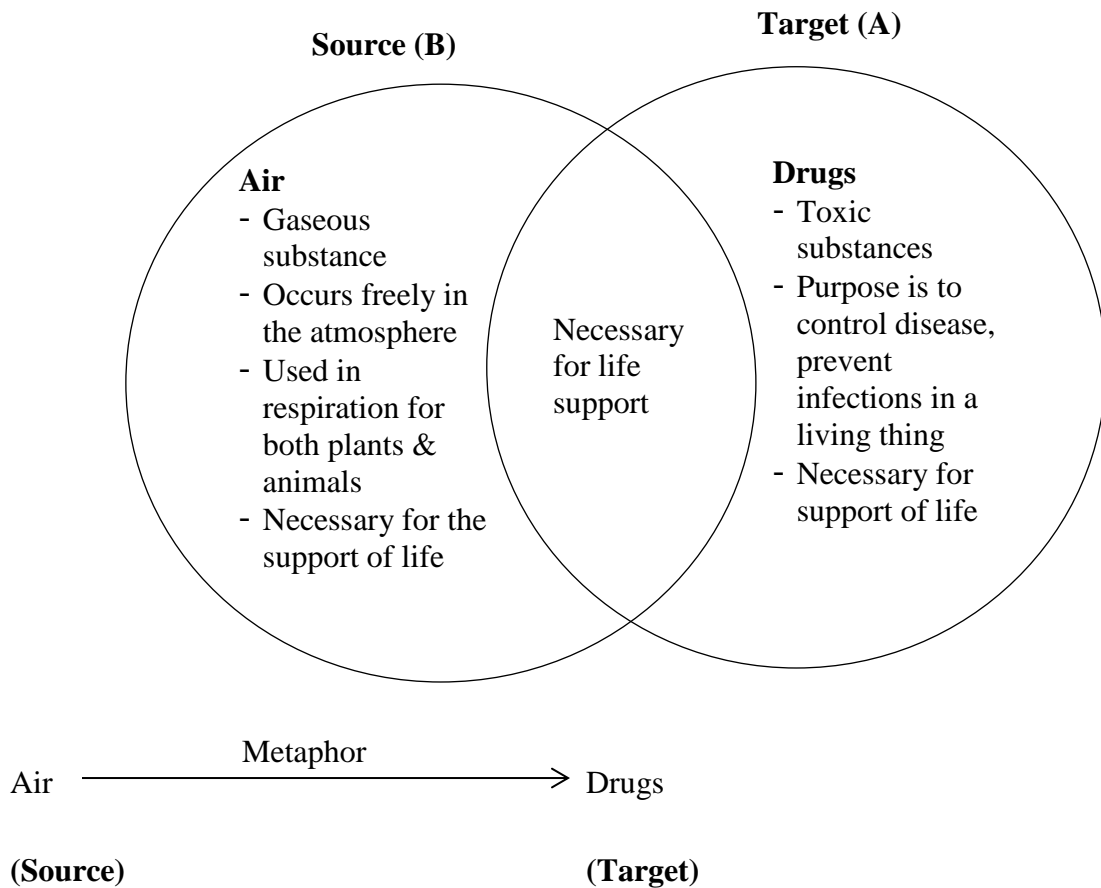 Target (A)
Source (B)
Air
- Gaseous
substance
- Occurs freely in
the atmosphere
- Used in
respiration for
both plants &
animals
- Necessary for the
support of life
Necessary
for life
support
Drugs
- Toxic
substances
- Purpose is to
control disease,
prevent
infections in a
living thing
- Necessary for
support of life
Metaphor
Air
Drugs
(Source)
(Target)